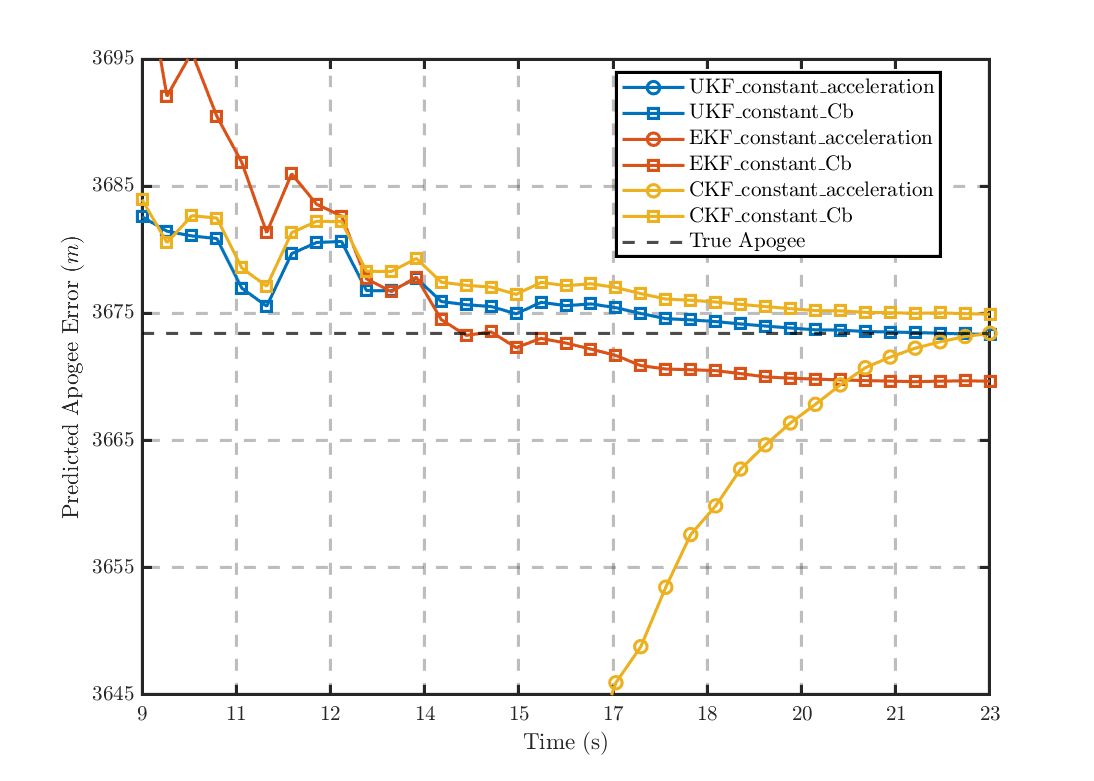 3695
3685
3675
3665
3655
3645
Predicted Apogee Error (m)
UKF_constant_acceleration
UKF_constant_Cb
EKF_constant_acceleration
EKF_constant_Cb
CKF_constant_acceleration
CKF_constant_Cb
True Apogee
9 11 12 14 15 17 18 20 21 23
Time (s)